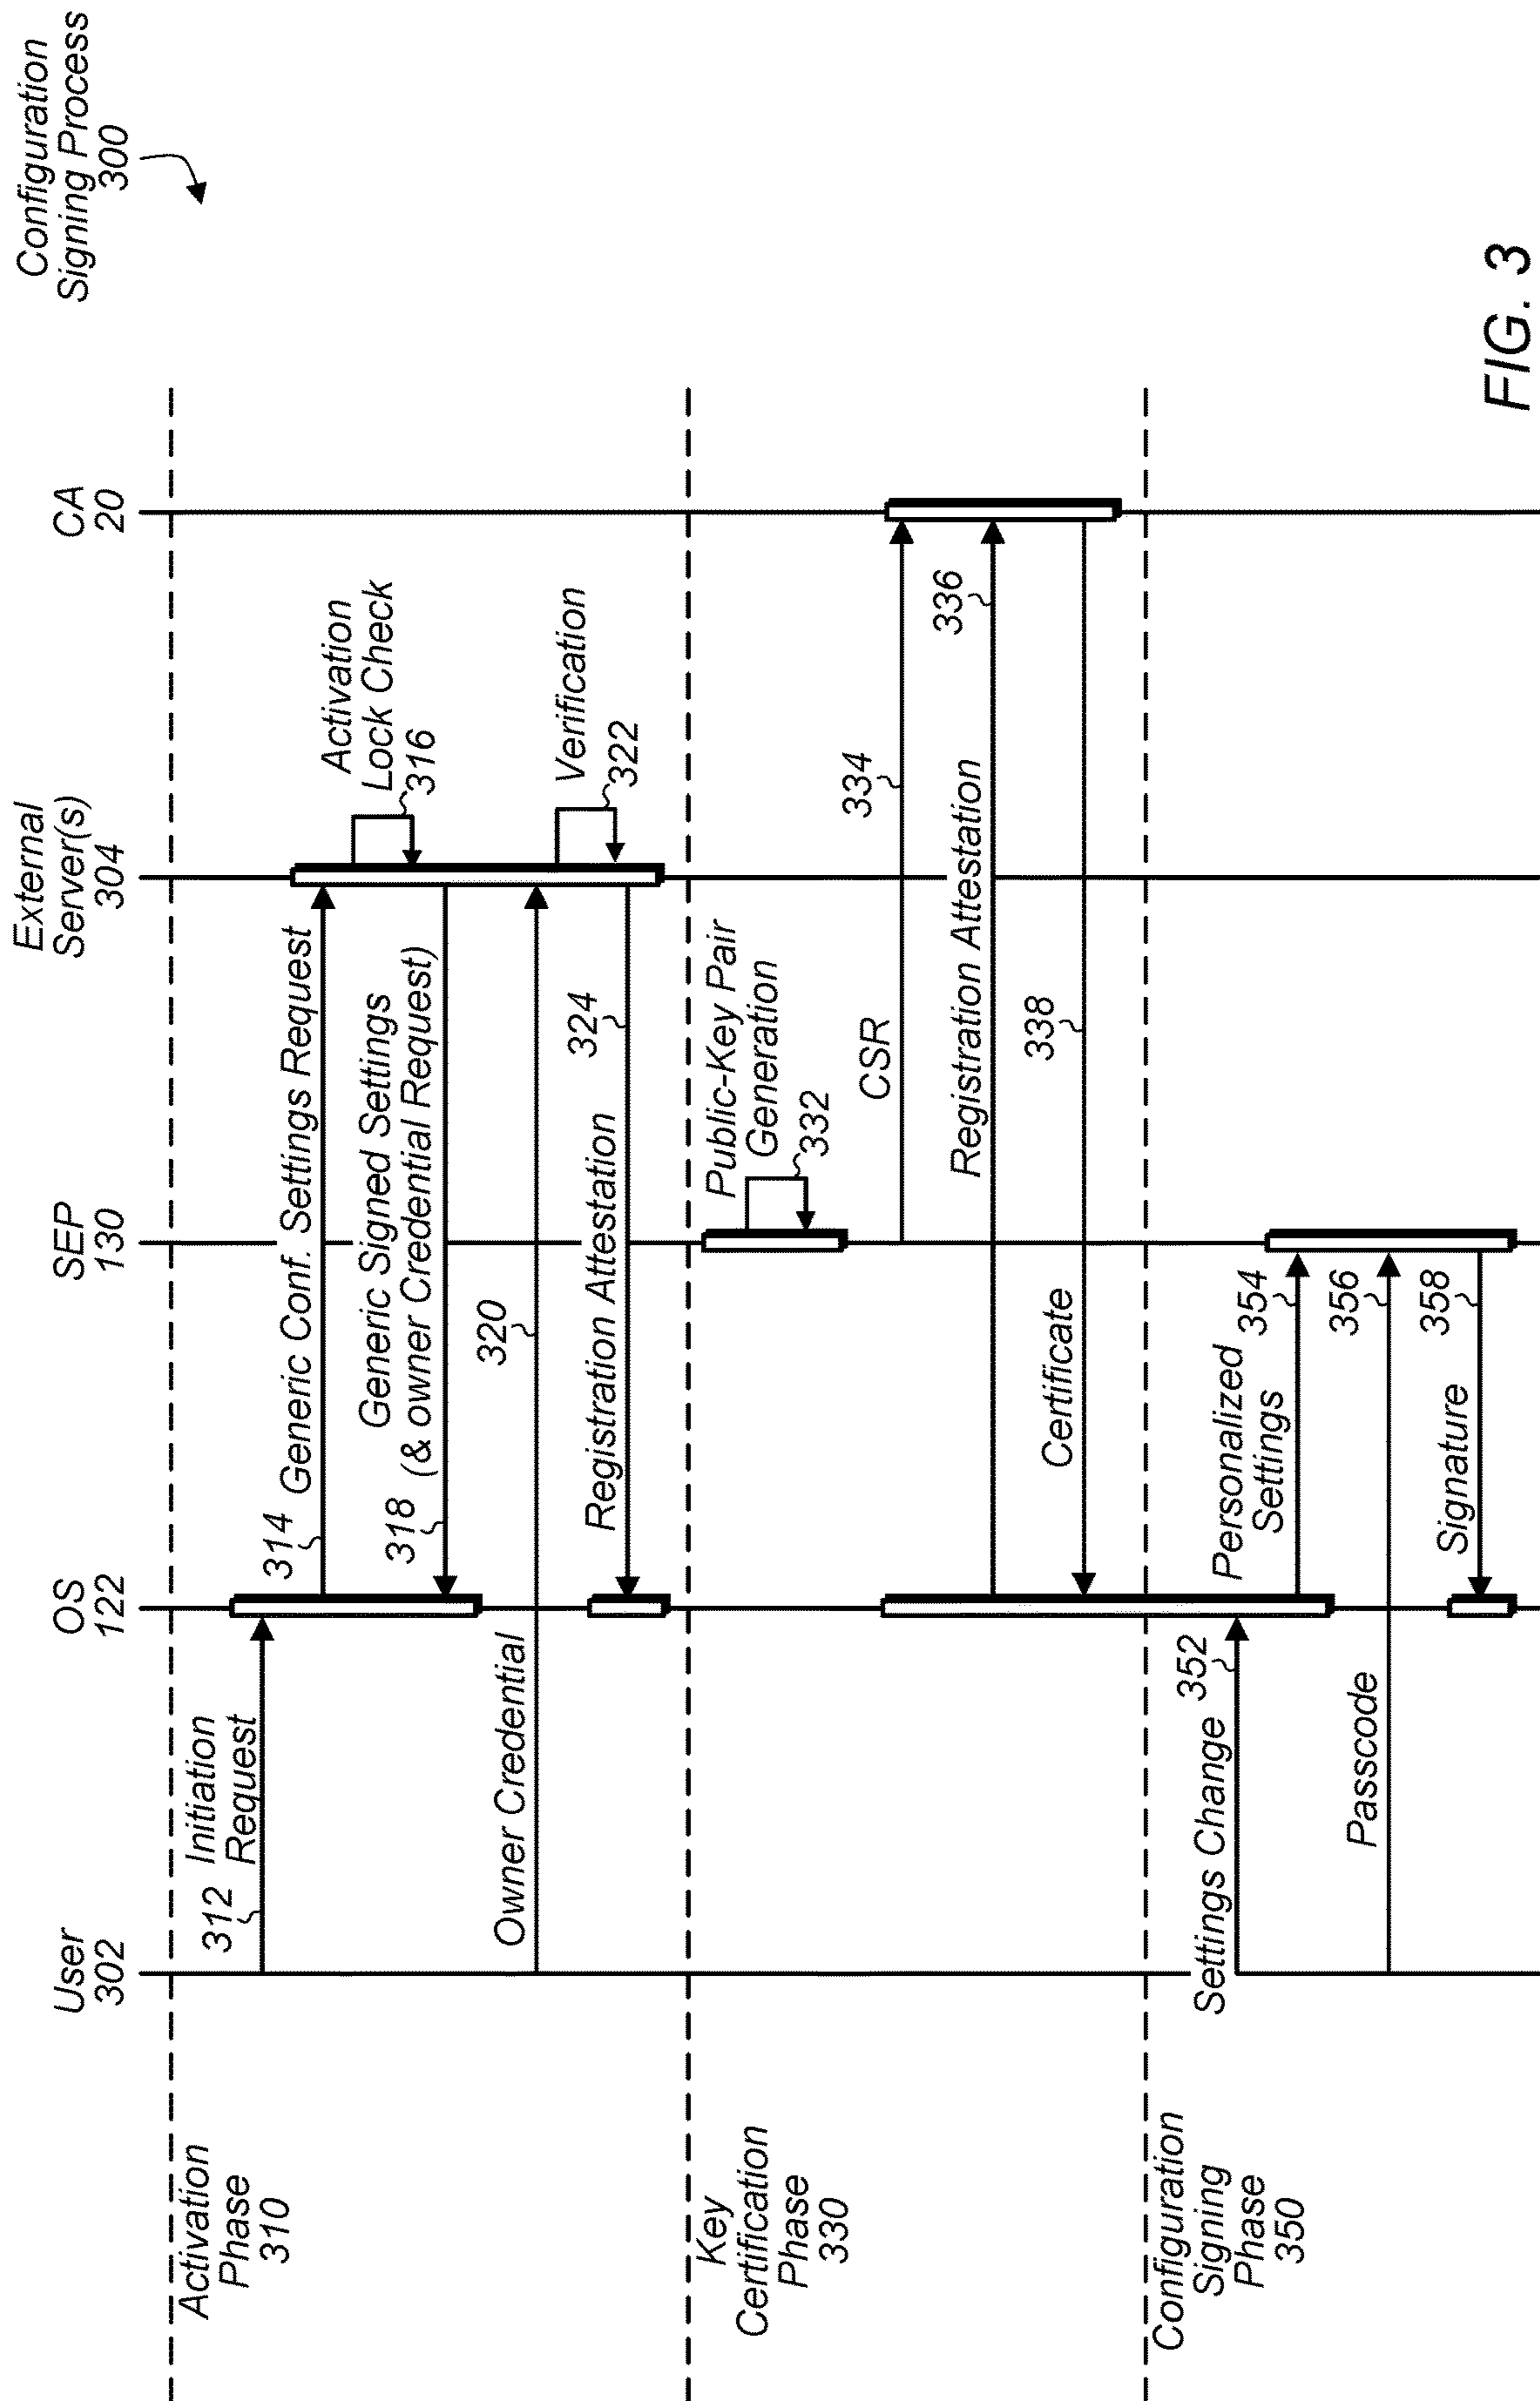 Configuration
Signing Process
300
User
302
OS
122
SEP
130
External
Server(s)
304
CA
20
Activation
Phase
310
312
Initiation
Request
314
Generic Conf. Settings Request
Activation
Lock Check
316
318
Generic Signed Settings
(& owner Credential Request)
Owner Credential
320
Verification
322
Registration Attestation
324
Key
Certification
Phase
330
Public-Key Pair
Generation
332
CSR
334
Registration Attestation
336
Certificate
338
Configuration
Signing
Phase
350
Settings Change
352
Personalized
Settings
354
Passcode
356
Signature
358
FIG. 3